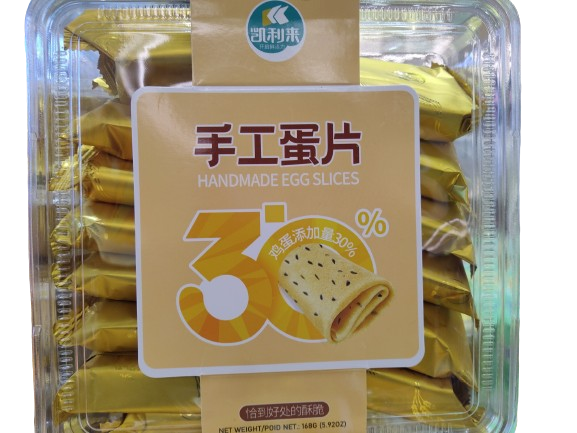 凯利来
手工蛋片
HANDMADE EGG SLICES
30%
鸡蛋添加量30%
恰到好处的酥脆
NET WEIGHT/POID NET.: 168G (5.92OZ)